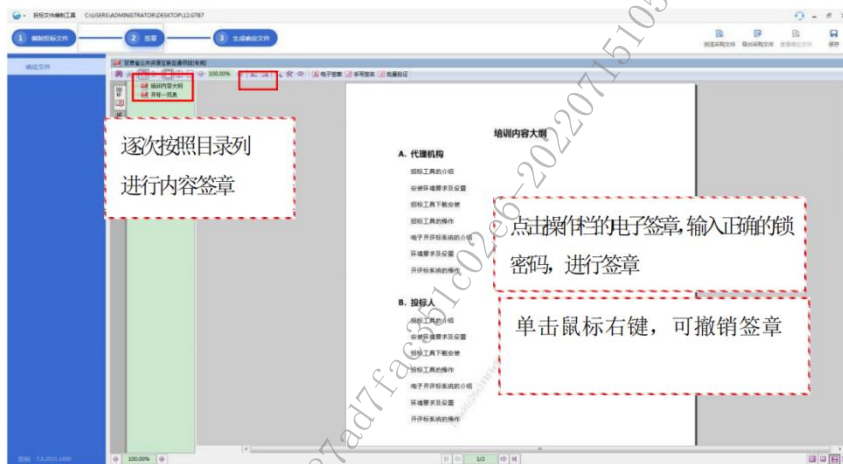 投标文件编制工具 C:\USERS\ADMINISTRATOR\DESKTOP\12.GTB7
1 编制投标文件
2 签章
3 生成响应文件
浏览采购文件 导出采购文件
保存
响应文件
100.00%
电子签章 手写签章 批量验证
培训内容大纲
开标一览表
逐次按照目录列
进行内容签章
培训内容大纲
A. 代理机构
招标工具的介绍
安装环境要求及设置
招标工具下载安装
招标工具的操作
电子开评标系统的介绍
环境要求及设置
开评标系统的操作
点击操作栏的电子签章,输入正确的锁
密码，进行签章
B. 投标人
投标工具的介绍
安装环境要求及设置
投标工具下载安装
投标工具的操作
电子开评标系统的介绍
环境要求及设置
开评标系统的操作
单击鼠标右键，可撤销签章
100.00%
1/2